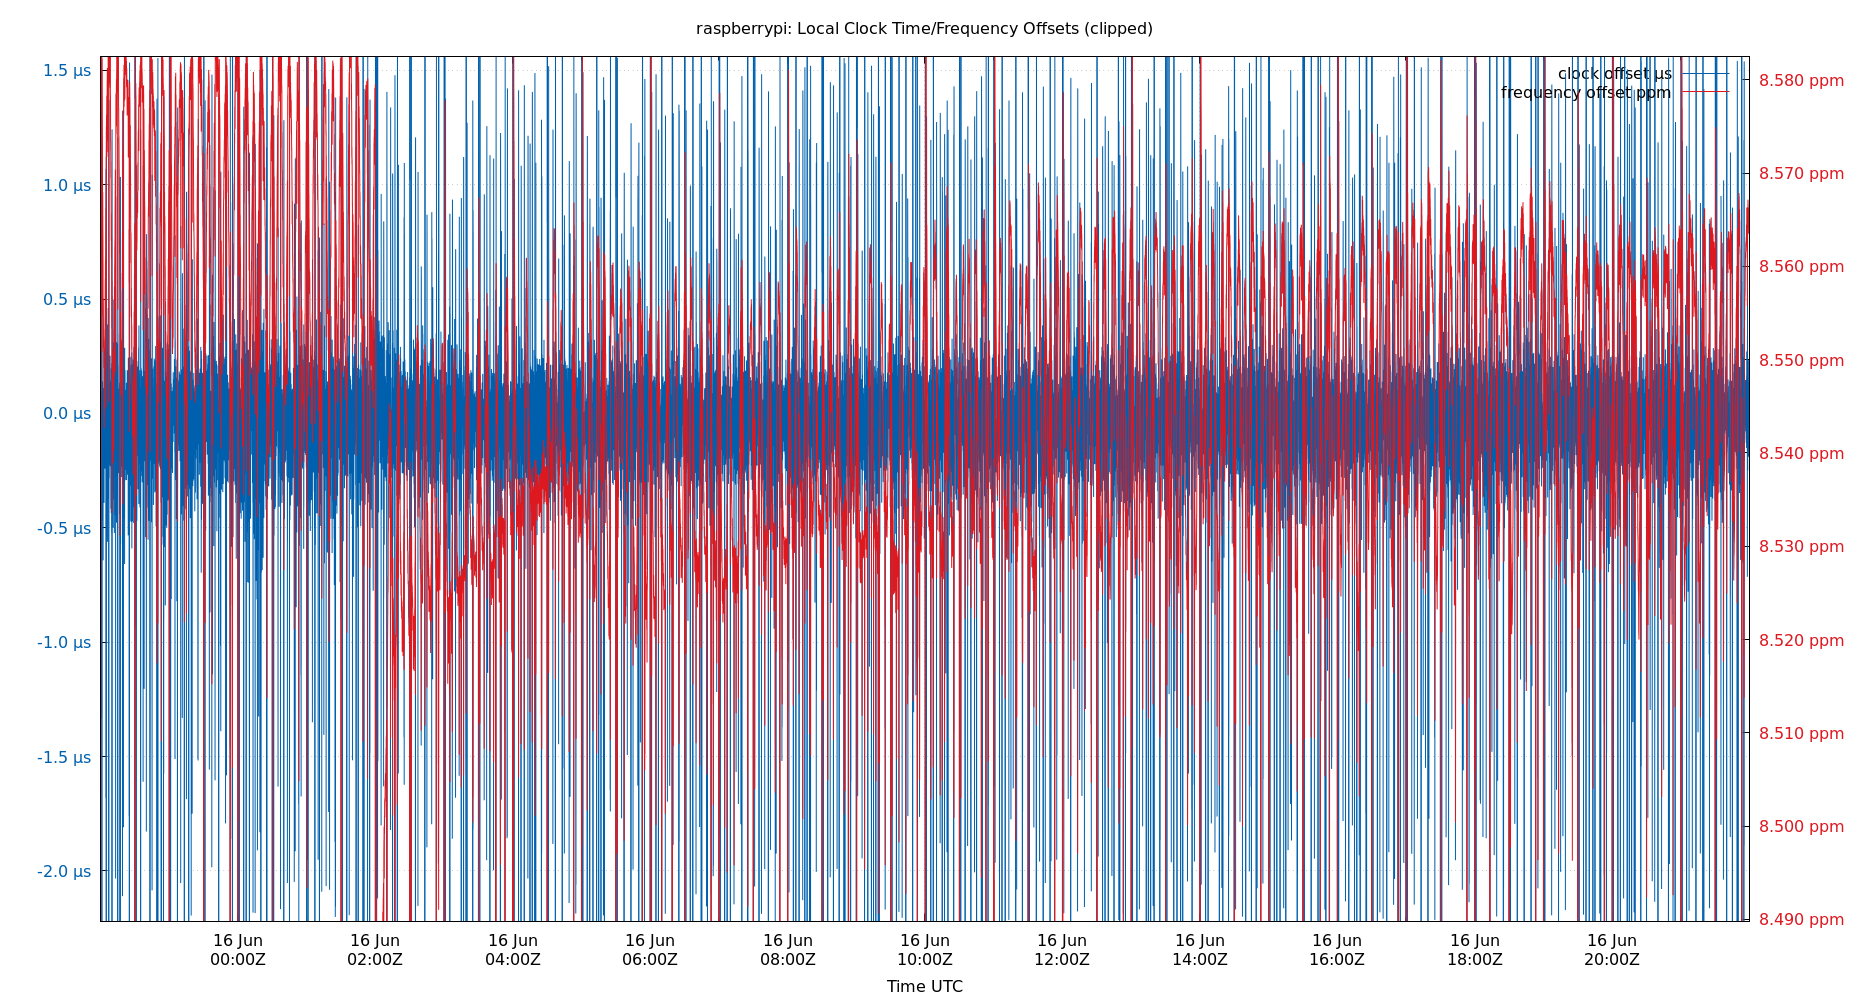 raspberrypi: Local Clock Time/Frequency Offsets (clipped)
clock offset µs
frequency offset ppm
1.5 µs
1.0 µs
0.5 µs
0.0 µs
-0.5 µs
-1.0 µs
-1.5 µs
-2.0 µs
8.580 ppm
8.570 ppm
8.560 ppm
8.550 ppm
8.540 ppm
8.530 ppm
8.520 ppm
8.510 ppm
8.500 ppm
8.490 ppm
16 Jun 16 Jun 16 Jun 16 Jun 16 Jun 16 Jun 16 Jun 16 Jun 16 Jun 16 Jun 16 Jun
00:00Z 02:00Z 04:00Z 06:00Z 08:00Z 10:00Z 12:00Z 14:00Z 16:00Z 18:00Z 20:00Z
Time UTC